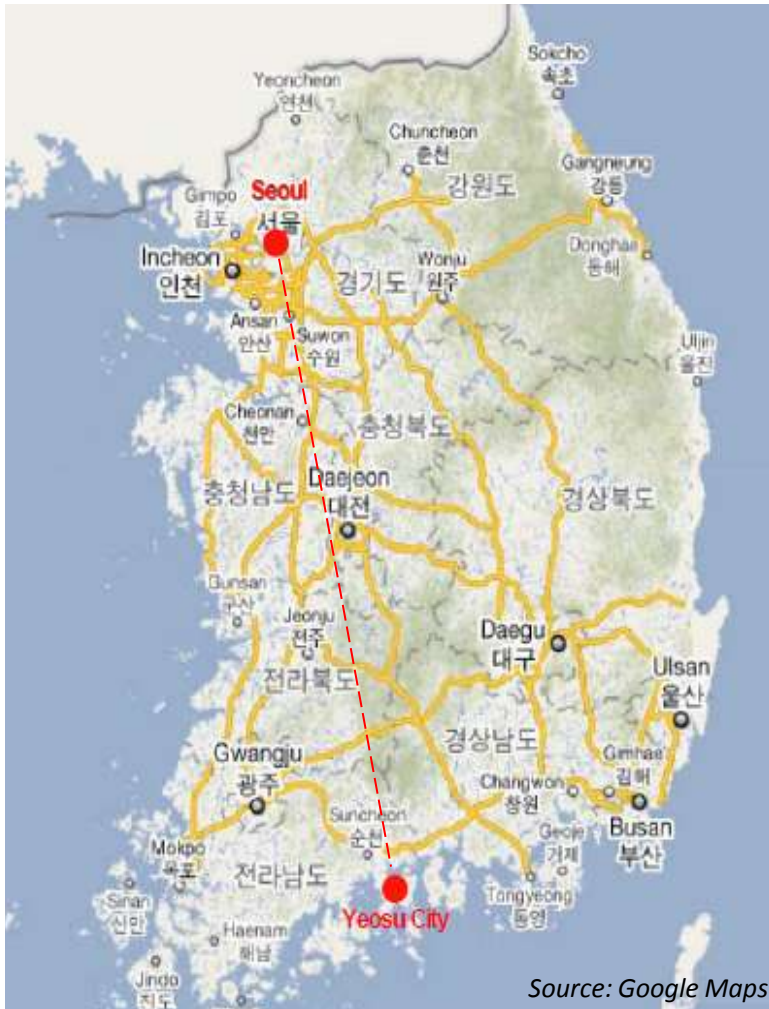 Sokcho
속초
Yeoncheon
연천
Chuncheon
춘천
Gangneung
강릉
강원도
Gimpo
김포
Seoul
서울
Donghae
동해
Incheon
인천
Wonju
원주
경기도
Ansan
안산
Suwon
수원
Uljin
울진
Cheonan
천안
충청북도
충청남도
Daejeon
대전
경상북도
Gunsan
군산
Jeonju
전주
Daegu
대구
Ulsan
울산
전라북도
경상남도
Gwangju
광주
Gimhae
김해
Changwon
창원
Suncheon
순천
Busan
부산
Geoje
거제
Mokpo
목포
전라남도
Yeosu City
Tongyeong
통영
Sinan
신안
Haenam
해남
Jindo
진도
Source: Google Maps